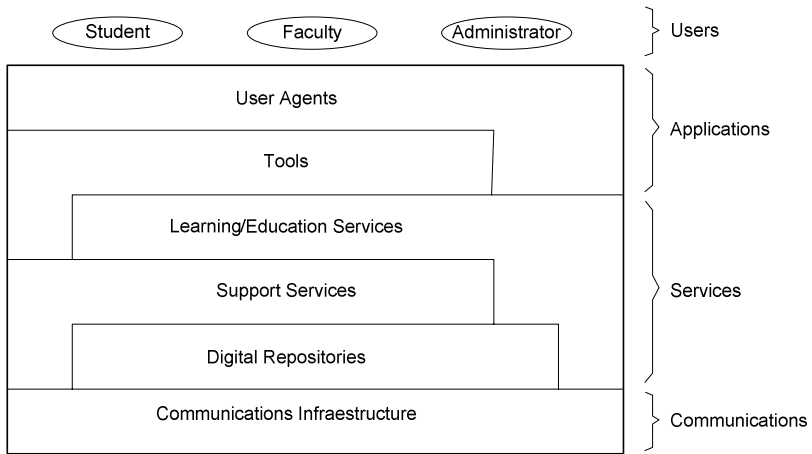 Student Faculty Administrator Users
User Agents
Applications
Tools
Learning/Education Services
Support Services Services
Digital Repositories
Communications Infraestructure
Communications